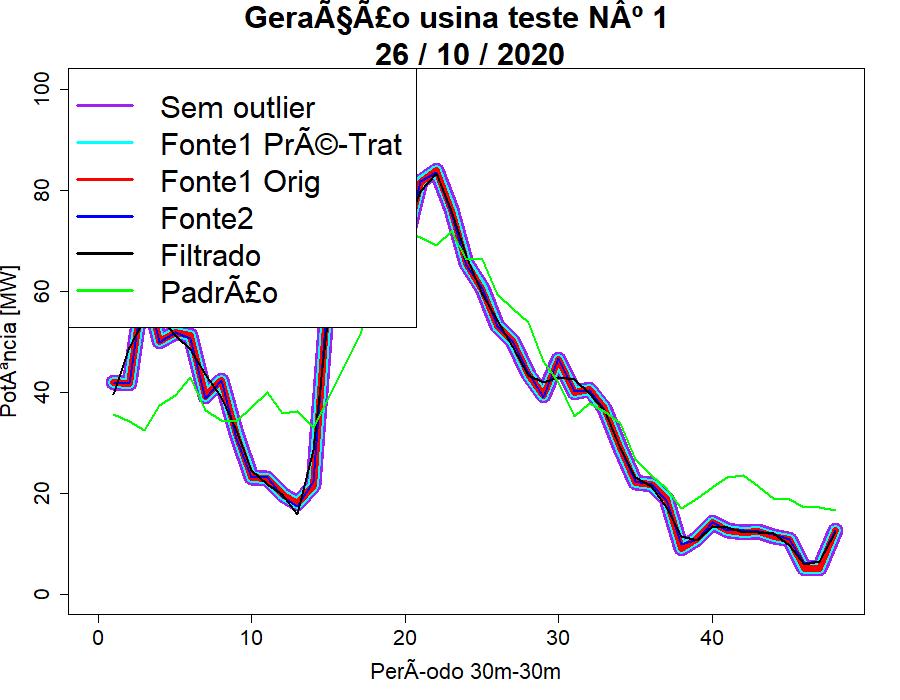 GeraÃ§Ã£o usina teste NÂº 1
26 / 10 / 2020
Sem outlier
Fonte1 PrÃ©-Trat
Fonte1 Orig
Fonte2
Filtrado
PadrÃ£o
PotÃªncia [MW]
100
80
60
40
20
0
0 10 20 30 40
PerÃ-odo 30m-30m